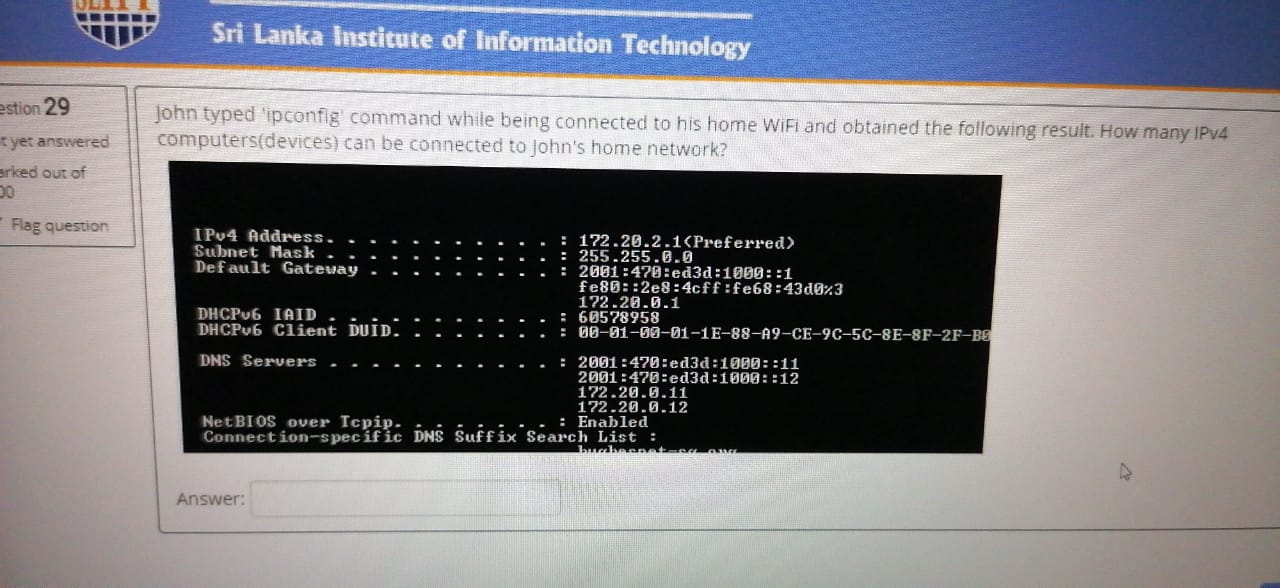 Sri Lanka Institute of Information Technology
estion 29
t yet answered
arked out of
00
Flag question
John typed 'ipconfig' command while being connected to his home WiFi and obtained the following result. How many IPv4
computers(devices) can be connected to John's home network?
IPv4 Address. . . . . . . . . . . : 172.20.2.1(Preferred)
Subnet Mask . . . . . . . . . . . : 255.255.0.0
Default Gateway . . . . . . . . . : 2001:470:ed3d:1000::1
fe80::2e8:4cff:fe68:43d0%3
172.20.0.1
DHCPv6 IAID . . . . . . . . . . . : 60578958
DHCPv6 Client DUID. . . . . . . . : 00-01-00-01-1E-88-A9-CE-9C-5C-8E-8F-2F-B0
DNS Servers . . . . . . . . . . . : 2001:470:ed3d:1000::11
2001:470:ed3d:1000::12
172.20.0.11
172.20.0.12
NetBIOS over Tcpip. . . . . . . . : Enabled
Connection-specific DNS Suffix Search List :
Answer: